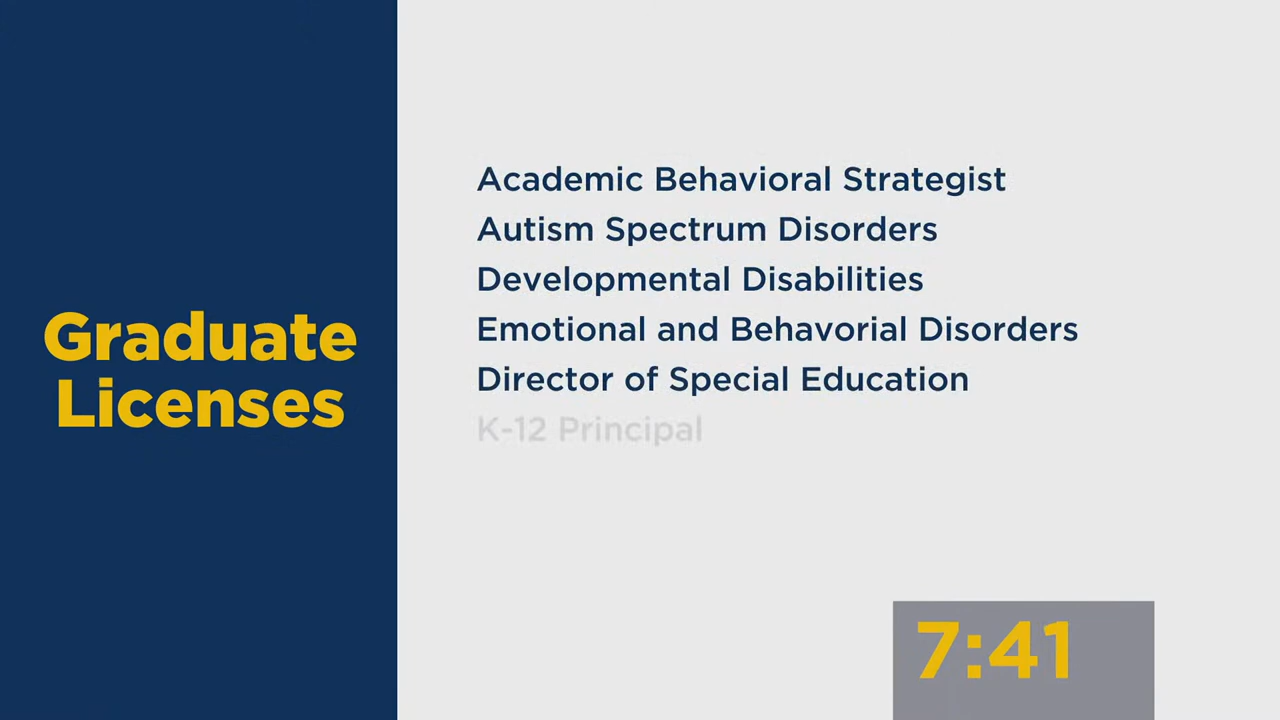 Graduate
Licenses
Academic Behavioral Strategist
Autism Spectrum Disorders
Developmental Disabilities
Emotional and Behavorial Disorders
Director of Special Education
K-12 Principal
7:41